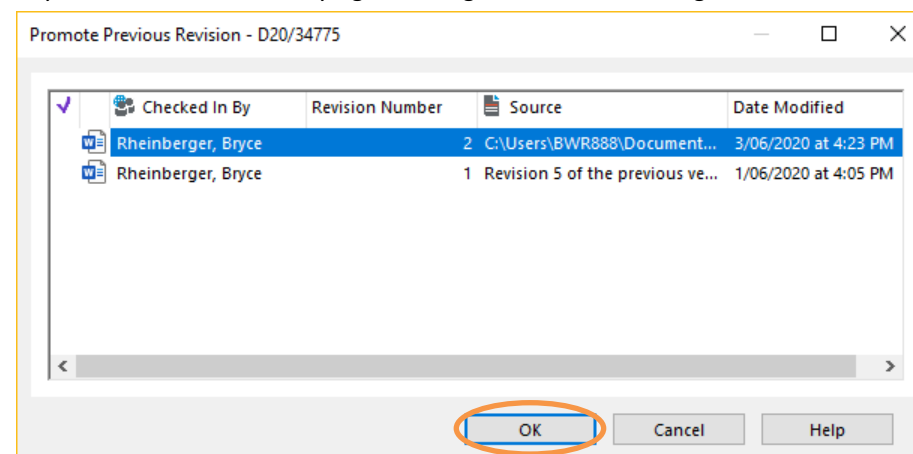 Promote Previous Revision - D20/34775
Checked In By Revision Number Source Date Modified
Rheinberger, Bryce 2 C:\Users\BWR888\Document... 3/06/2020 at 4:23 PM
Rheinberger, Bryce 1 Revision 5 of the previous ve... 1/06/2020 at 4:05 PM
OK Cancel Help